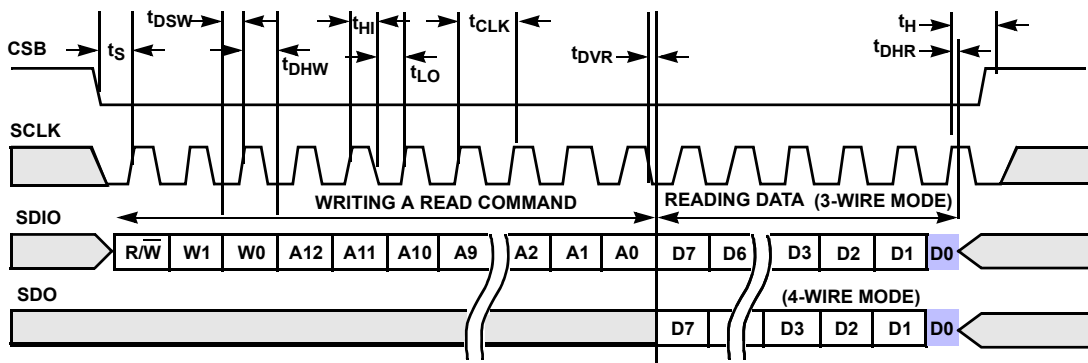 tDSW tHI tCLK tH
CSB tS tDVR tDHR
tDHW tLO
SCLK
WRITING A READ COMMAND READING DATA (3-WIRE MODE)
SDIO
R/W̅ W1 W0 A12 A11 A10 A9 A2 A1 A0 D7 D6 D3 D2 D1 D0
SDO
(4-WIRE MODE)
D7 D3 D2 D1 D0